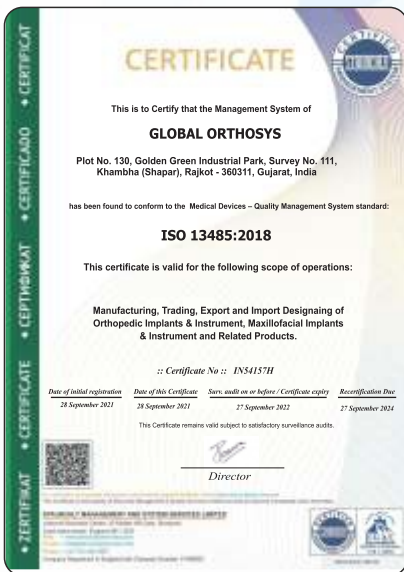 CERTIFICATE
This is to Certify that the Management System of
GLOBAL ORTHOSYS
Plot No. 130, Golden Green Industrial Park, Survey No. 111,
Khambha (Shapar), Rajkot - 360311, Gujarat, India
has been found to conform to the Medical Devices – Quality Management System standard:
ISO 13485:2018
This certificate is valid for the following scope of operations:
Manufacturing, Trading, Export and Import Designaing of
Orthopedic Implants & Instrument, Maxillofacial Implants
& Instrument and Related Products.
:: Certificate No :: IN54157H
Date of initial registration Date of this Certificate Surv. audit on or before / Certificate expiry Recertification Due
28 September 2021 28 September 2021 27 September 2022 27 September 2024
This Certificate remains valid subject to satisfactory surveillance audits.
Director
ZERTIFIKAT ♦ CERTIFICATE ♦ СЕРТИФИКАТ ♦ CERTIFICADO ♦ CERTIFICAT
CERTIFIED